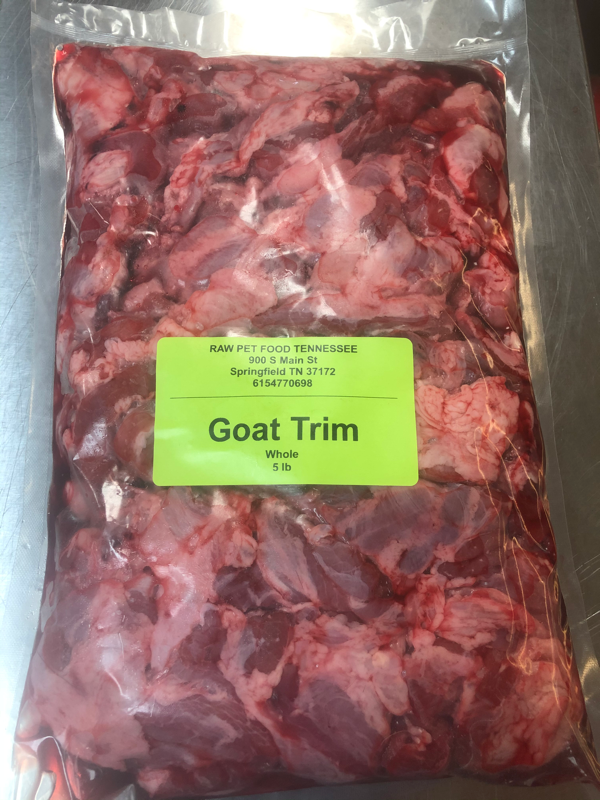 RAW PET FOOD TENNESSEE
900 S Main St
Springfield TN 37172
6154770698
Goat Trim
Whole
5 lb